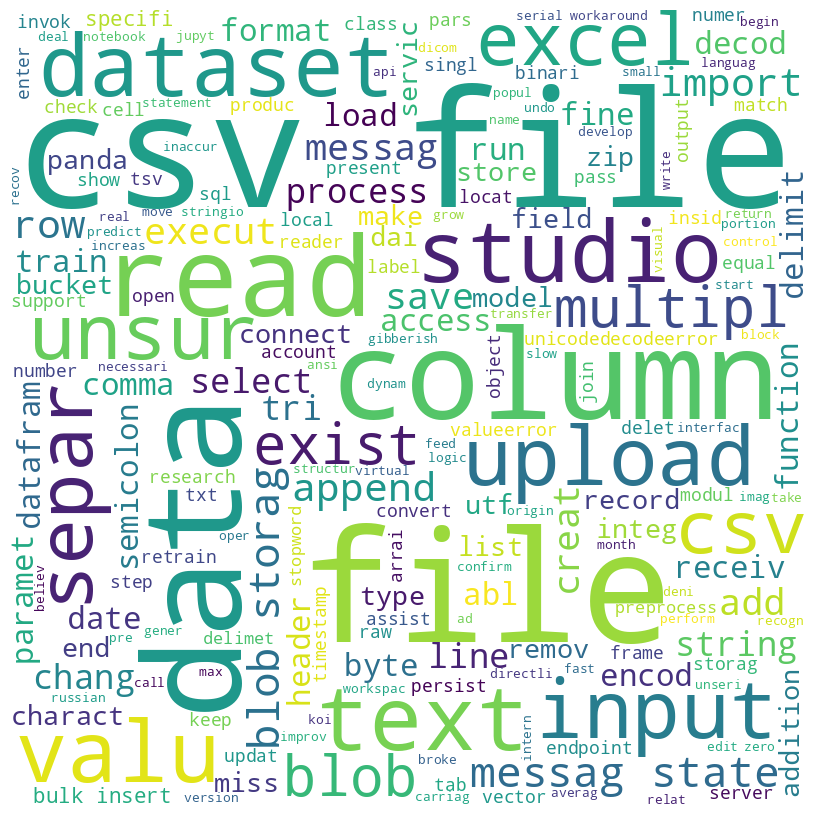 invok specifi format class pars serial workaround numer begin
deal notebook jupyt dicom languag
dataset excel decod
enter servic singl binari api small
check cell statement produc import match
csv file
load fine popul undo output
inaccur messag run name develop write
panda show tsv present store zip pass
recov process locat
real move sql stringio local make field insid return portion
row predict increas execut reader dai grow label visual control delimit
train read studio equal
bucket open save model multipl start
support unsur access transfer
connect account gibberish unicodedecodeerror block
number necessari ansi slow object join
comma select dynam column function
datafram separ semicolon tri exist valueerror delet interfac
data structur virtual feed logic upload
research storag append record modul imag take
txt utf origin csv
retrain convert creat integ
paramet step stopword arrai list confirm month receiv
believ date type abl preprocess deni add recogn
pre gener delimet header timestamp raw assist ad file frame perform
end blob line remov string
chang max byte encod storag
russian call oper workspac persist directli fast unseri
charact keep text input addition
valu updat improv koi broke intern endpoint edit zero
miss blob messag state
bulk insert version tab carriag vector averag relat server